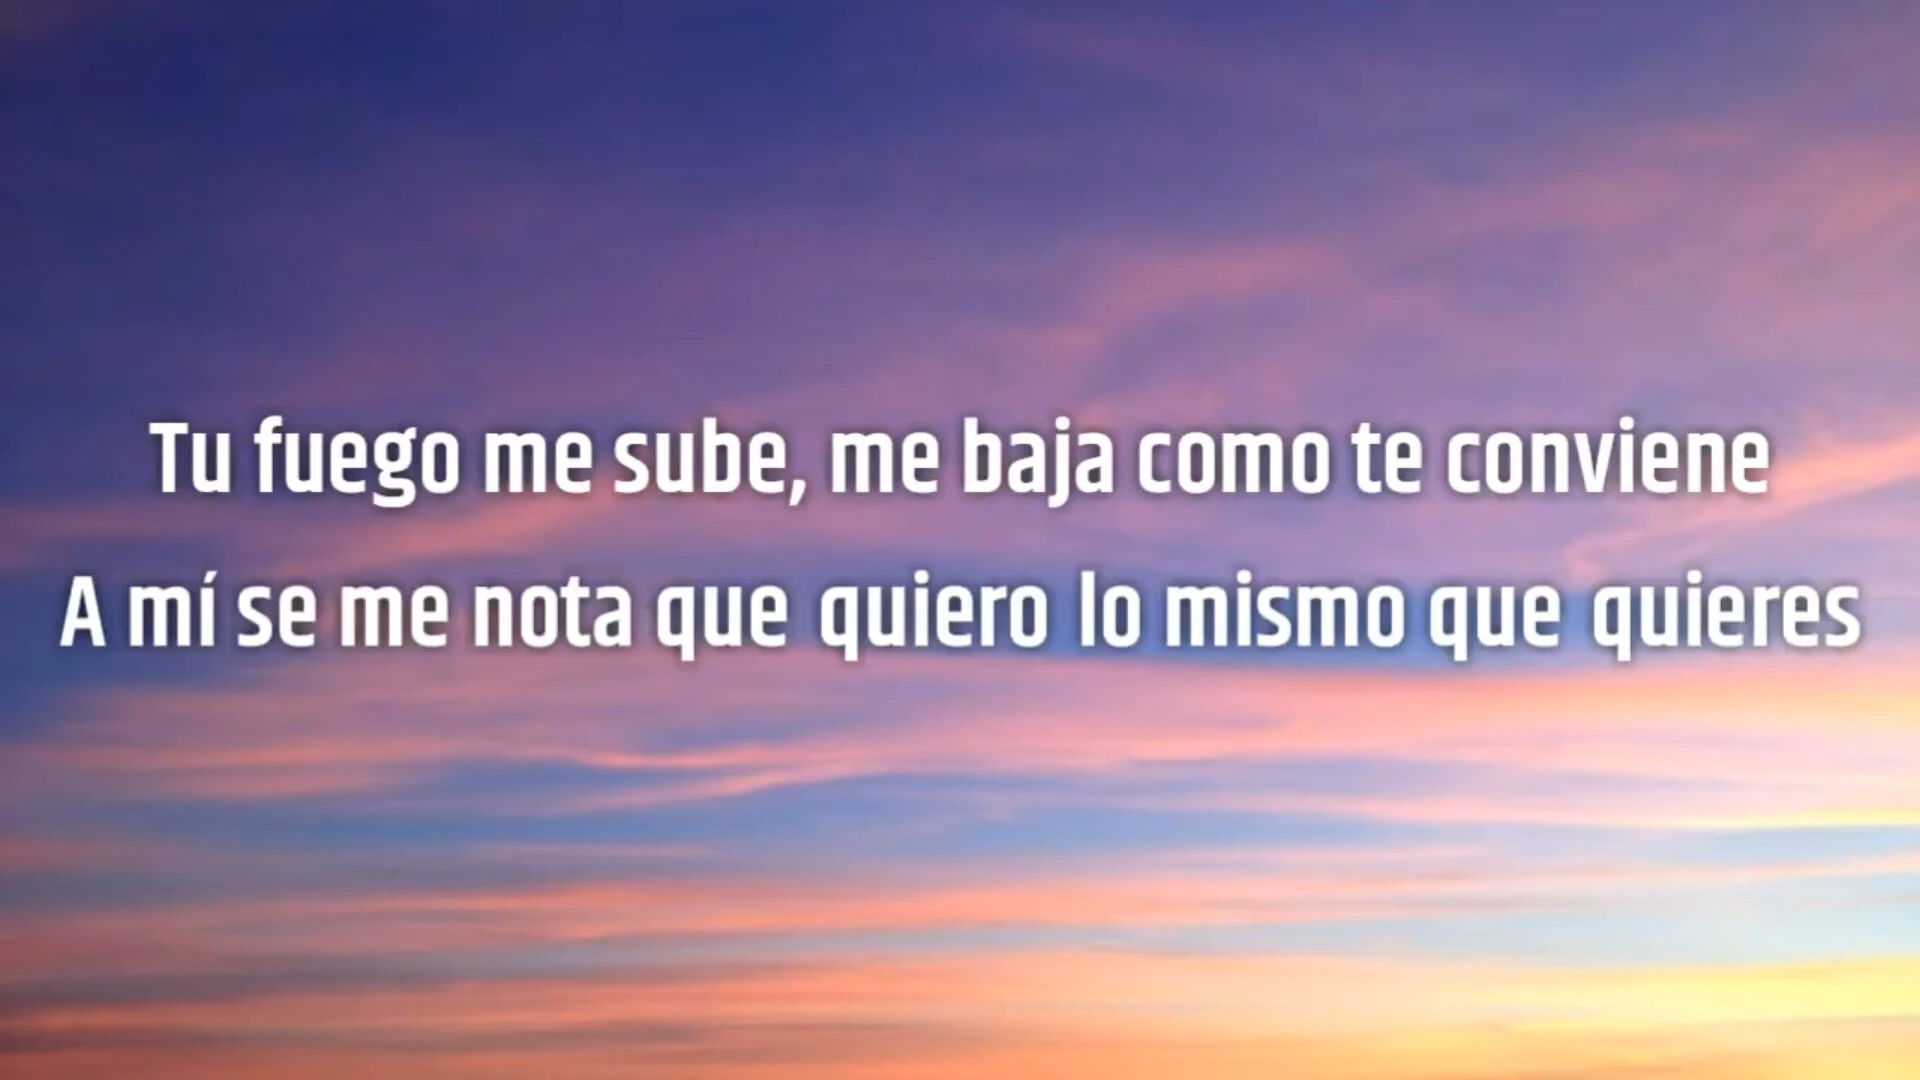 Tu fuego me sube, me baja como te conviene
A mí se me nota que quiero lo mismo que quieres